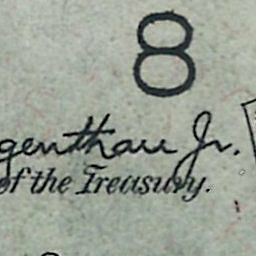 8
genthau Jr.
of the Treasury.